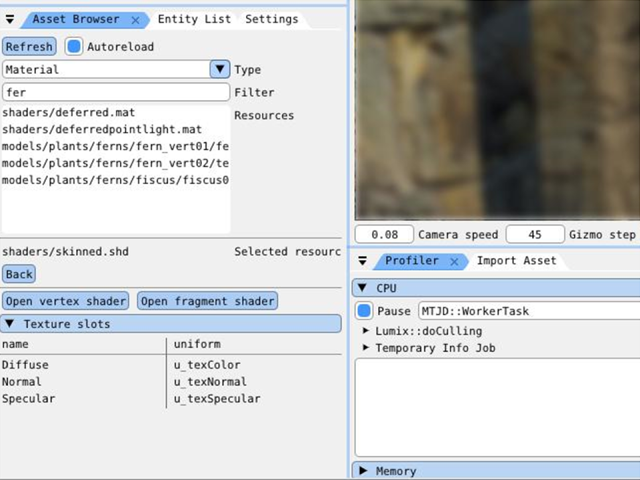 Asset Browser Entity List Settings
Refresh Autoreload
Material Type
fer Filter
shaders/deferred.mat Resources
shaders/deferredpointlight.mat
models/plants/ferns/fern_vert01/fe
models/plants/ferns/fern_vert02/te
models/plants/ferns/fiscus/fiscus0
shaders/skinned.shd Selected resourc
Back
Open vertex shader Open fragment shader
Texture slots
name uniform
Diffuse u_texColor
Normal u_texNormal
Specular u_texSpecular
0.08 Camera speed 45 Gizmo step
Profiler Import Asset
CPU
Pause MTJD::WorkerTask
Lumix::doCulling
Temporary Info Job
Memory